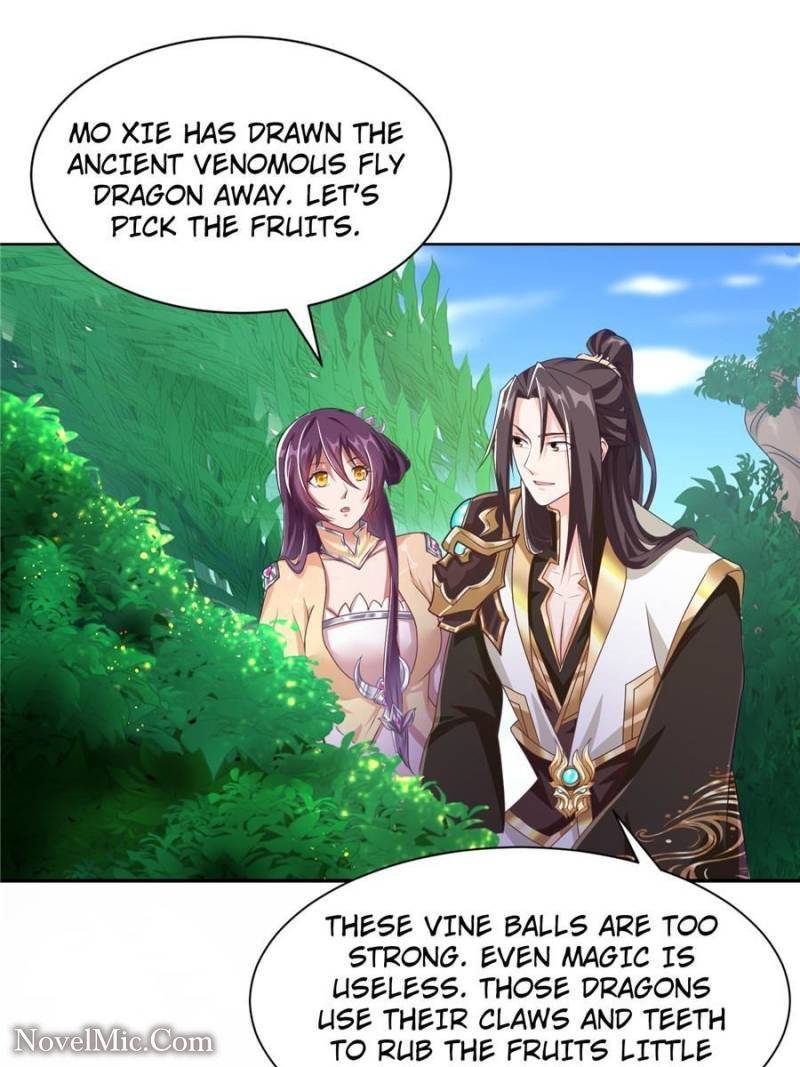 MO XIE HAS DRAWN THE
ANCIENT VENOMOUS FLY
DRAGON AWAY. LET'S
PICK THE FRUITS.
THESE VINE BALLS ARE TOO
STRONG. EVEN MAGIC IS
USELESS. THOSE DRAGONS
USE THEIR CLAWS AND TEETH
TO RUB THE FRUITS LITTLE
NovelMic.Com